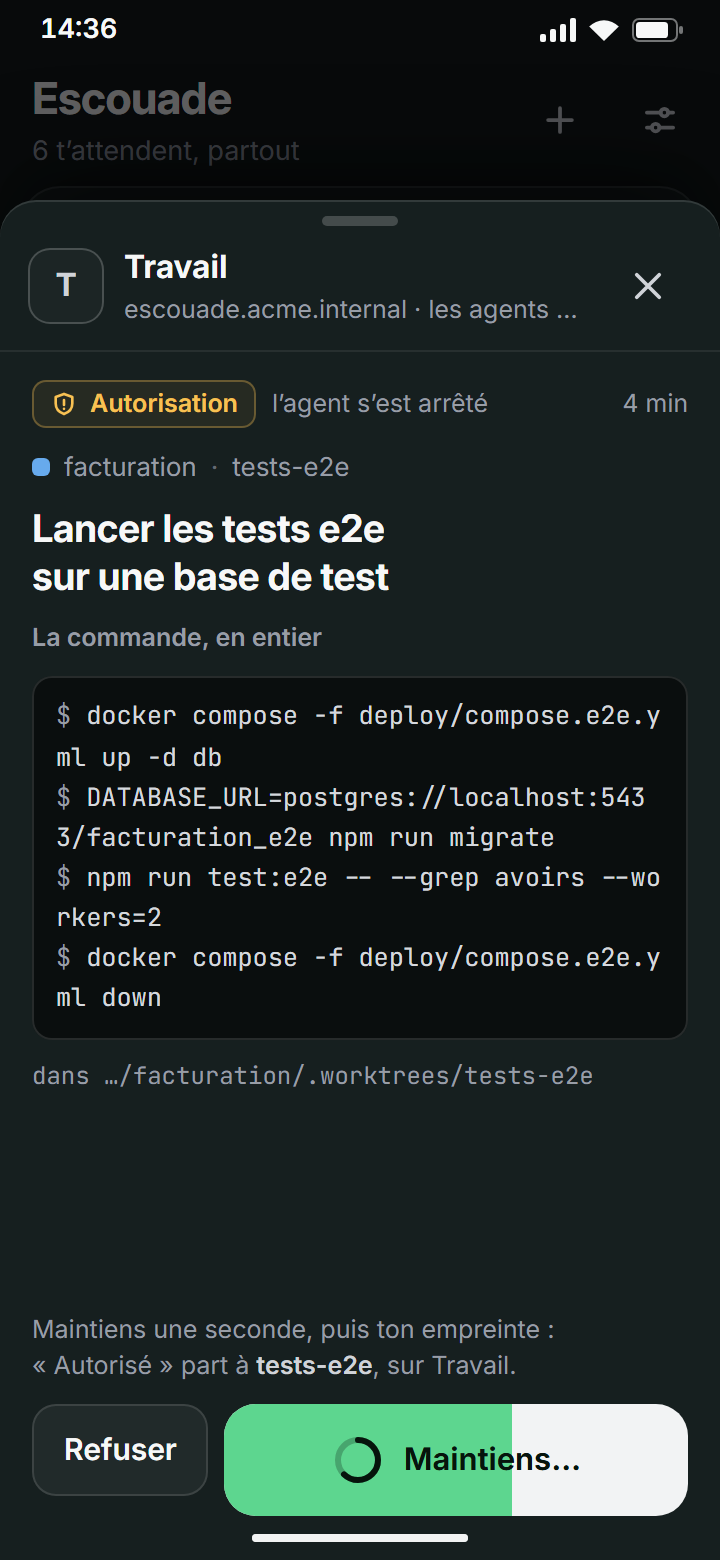 14:36
Escouade
6 t’attendent, partout
T
Travail
escouade.acme.internal · les agents …
Autorisation
l’agent s’est arrêté
4 min
facturation · tests-e2e
Lancer les tests e2e
sur une base de test
La commande, en entier
$ docker compose -f deploy/compose.e2e.y
ml up -d db
$ DATABASE_URL=postgres://localhost:543
3/facturation_e2e npm run migrate
$ npm run test:e2e -- --grep avoirs --wo
rkers=2
$ docker compose -f deploy/compose.e2e.y
ml down
dans …/facturation/.worktrees/tests-e2e
Maintiens une seconde, puis ton empreinte :
« Autorisé » part à tests-e2e, sur Travail.
Refuser
Maintiens…